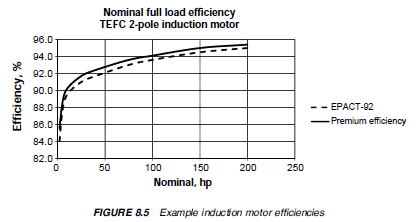 Nominal full load efficiency
TEFC 2-pole induction motor
Efficiency, %
96.0
94.0
92.0
90.0
88.0
86.0
84.0
82.0
0
50
100
150
200
250
Nominal, hp
EPACT-92
Premium efficiency
FIGURE 8.5 Example induction motor efficiencies